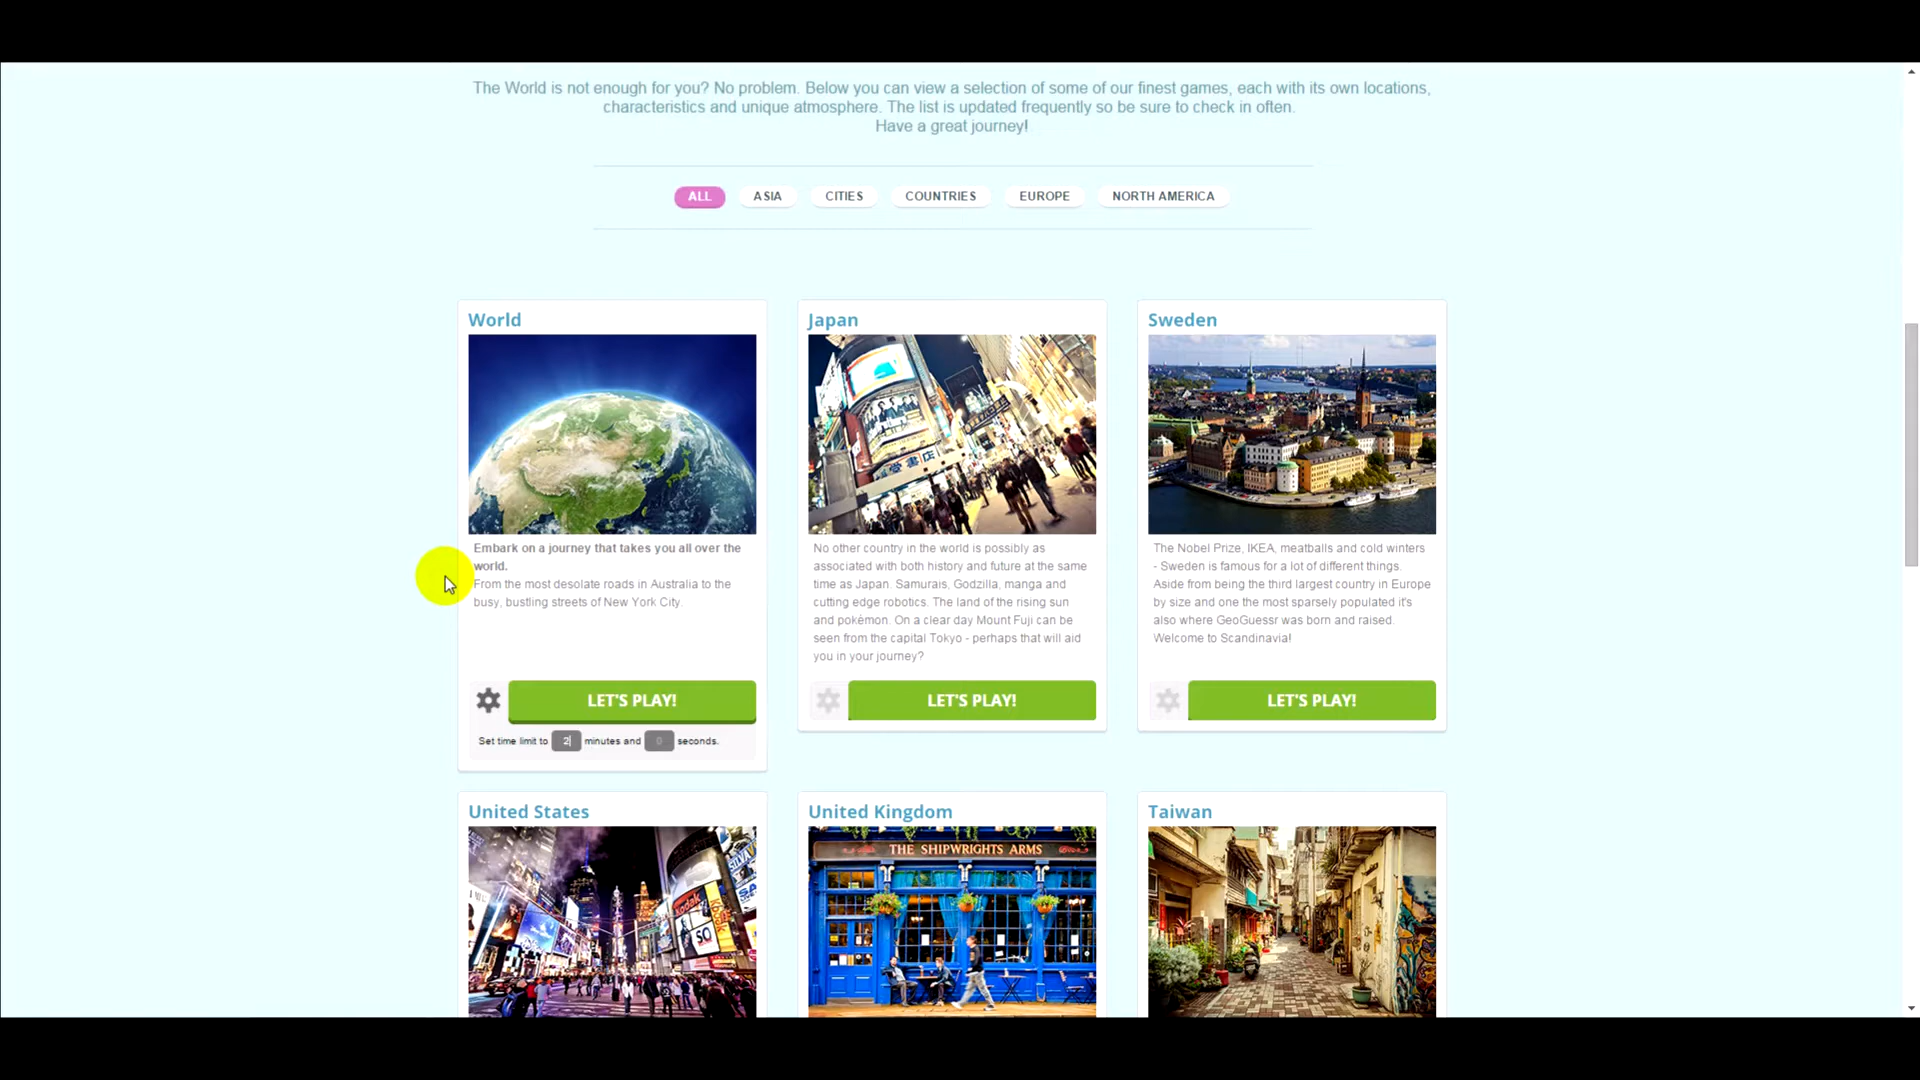 The World is not enough for you? No problem. Below you can view a selection of some of our finest games, each with its own locations,
characteristics and unique atmosphere. The list is updated frequently so be sure to check in often.
Have a great journey!
ALL
ASIA
CITIES
COUNTRIES
EUROPE
NORTH AMERICA
World
Embark on a journey that takes you all over the
world.
From the most desolate roads in Australia to the
busy, bustling streets of New York City.
LET'S PLAY!
Set time limit to 2 minutes and 0 seconds.
Japan
堂書店
No other country in the world is possibly as
associated with both history and future at the same
time as Japan. Samurais, Godzilla, manga and
cutting edge robotics. The land of the rising sun
and pokémon. On a clear day Mount Fuji can be
seen from the capital Tokyo - perhaps that will aid
you in your journey?
LET'S PLAY!
Sweden
The Nobel Prize, IKEA, meatballs and cold winters
- Sweden is famous for a lot of different things.
Aside from being the third largest country in Europe
by size and one the most sparsely populated it's
also where GeoGuessr was born and raised.
Welcome to Scandinavia!
LET'S PLAY!
United States
Kodak
SO
United Kingdom
THE SHIPWRIGHTS ARMS
Taiwan